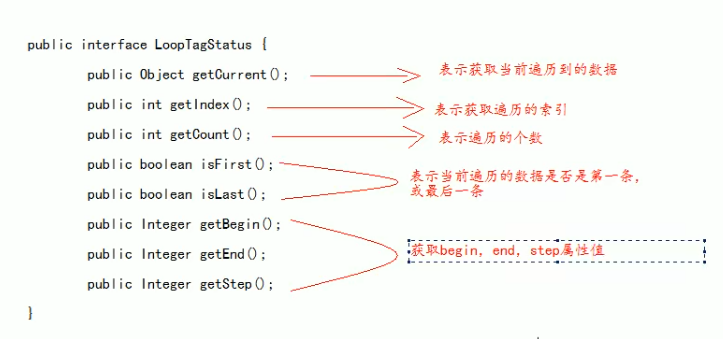 public interface LoopTagStatus {
public Object getCurrent();
表示获取当前遍历到的数据
public int getIndex();
表示获取遍历的索引
public int getCount();
表示遍历的个数
public boolean isFirst();
表示当前遍历的数据是否是第一条,
或最后一条
public boolean isLast();
public Integer getBegin();
public Integer getEnd();
获取begin, end, step属性值
public Integer getStep();
}